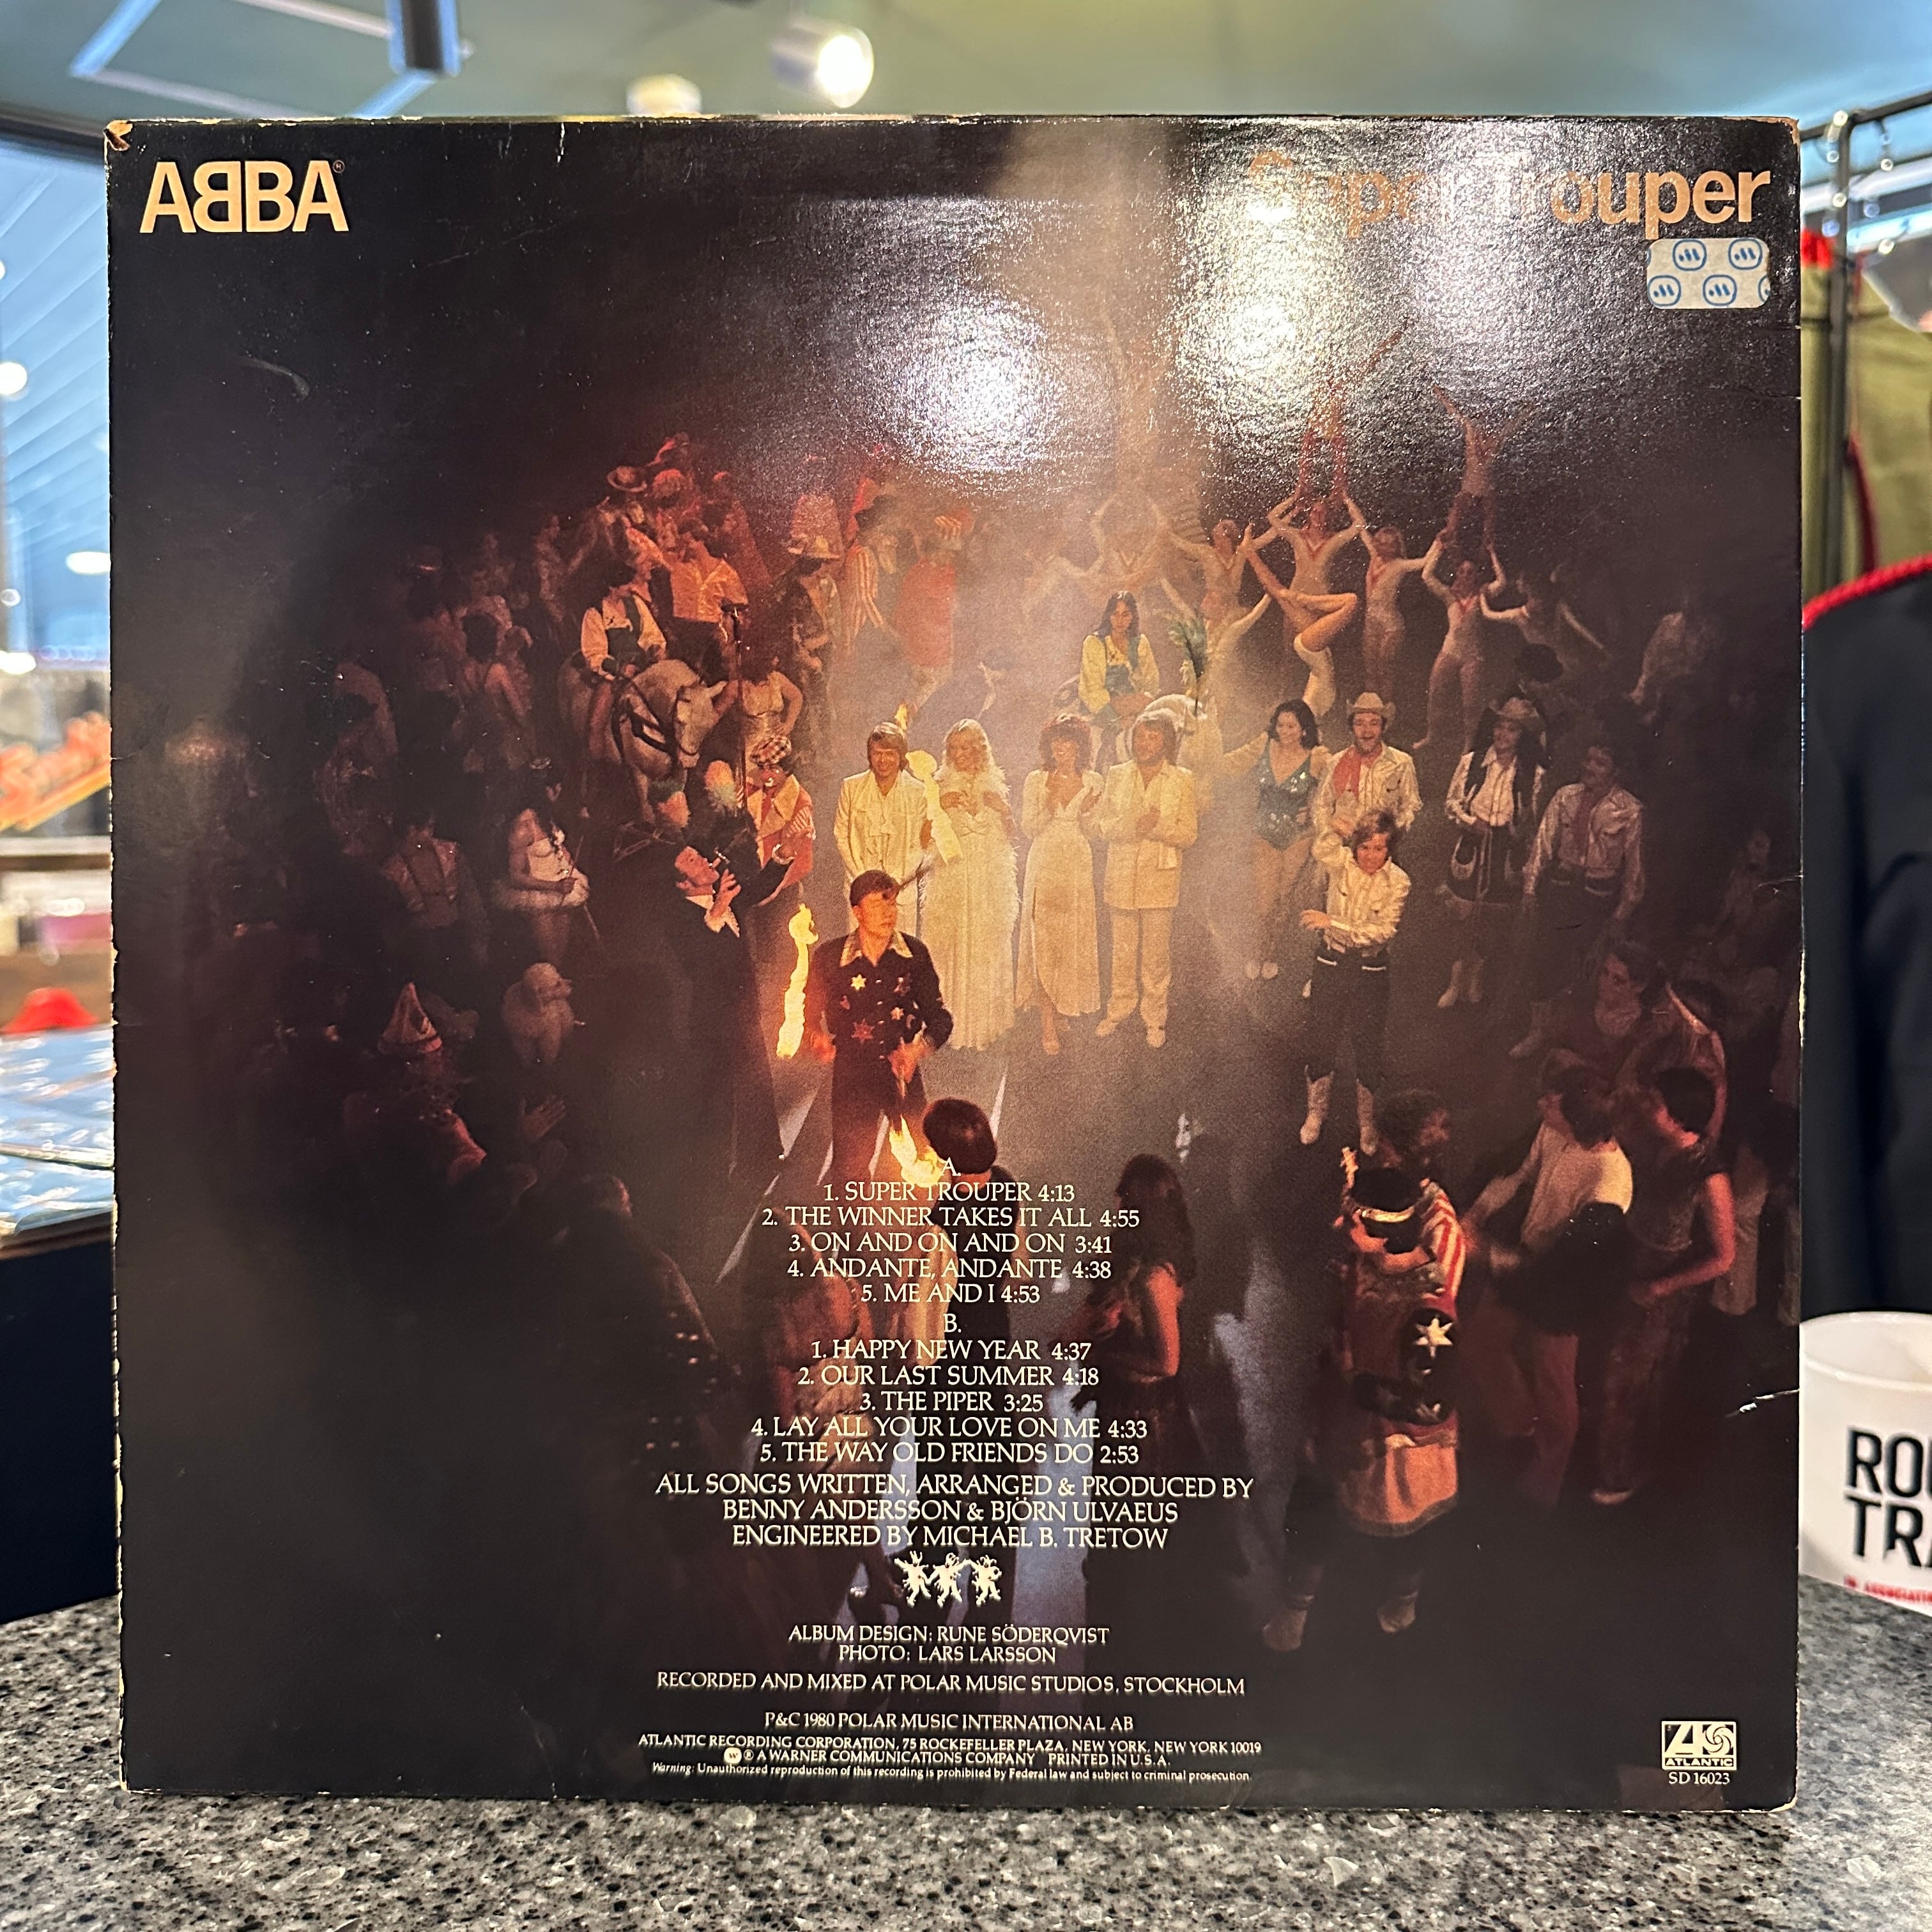 ABBA®
Super Trouper
A.
1. SUPER TROUPER 4:13
2. THE WINNER TAKES IT ALL 4:55
3. ON AND ON AND ON 3:41
4. ANDANTE, ANDANTE 4:38
5. ME AND I 4:53
B.
1. HAPPY NEW YEAR 4:37
2. OUR LAST SUMMER 4:18
3. THE PIPER 3:25
4. LAY ALL YOUR LOVE ON ME 4:33
5. THE WAY OLD FRIENDS DO 2:53
ALL SONGS WRITTEN, ARRANGED & PRODUCED BY
BENNY ANDERSSON & BJÖRN ULVAEUS
ENGINEERED BY MICHAEL B. TRETOW
ALBUM DESIGN: RUNE SÖDERQVIST
PHOTO: LARS LARSSON
RECORDED AND MIXED AT POLAR MUSIC STUDIOS, STOCKHOLM
P&C 1980 POLAR MUSIC INTERNATIONAL AB
ATLANTIC RECORDING CORPORATION, 75 ROCKEFELLER PLAZA, NEW YORK, NEW YORK 10019
W ® A WARNER COMMUNICATIONS COMPANY PRINTED IN U.S.A.
Warning: Unauthorized reproduction of this recording is prohibited by Federal law and subject to criminal prosecution.
ATLANTIC
SD 16023
ROU
TRA